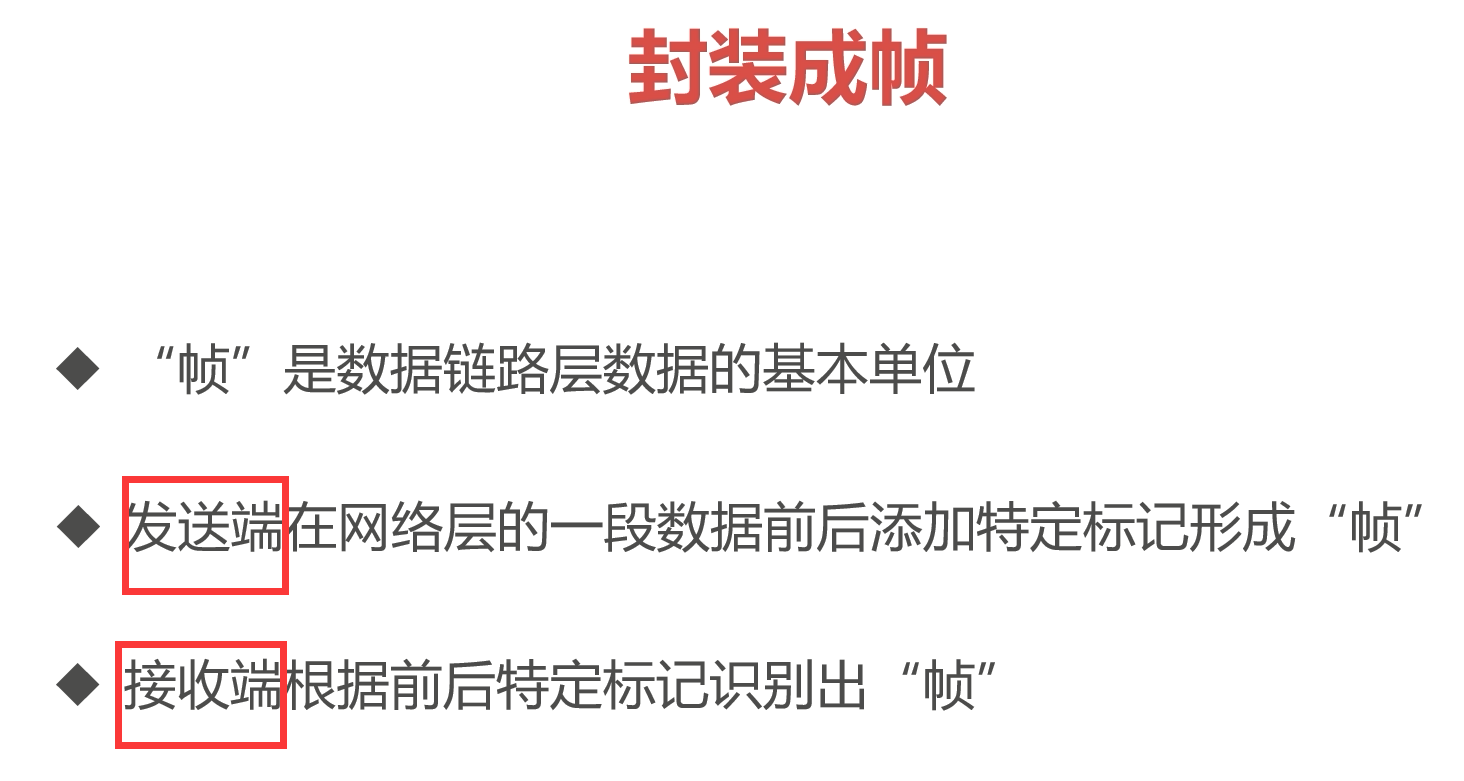 封装成帧
◆ “帧”是数据链路层数据的基本单位
◆ 发送端在网络层的一段数据前后添加特定标记形成“帧”
◆ 接收端根据前后特定标记识别出“帧”